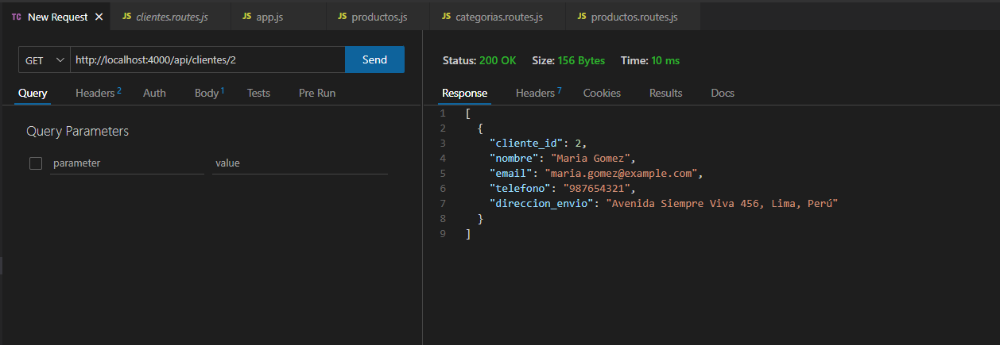 TC New Request
JS clientes.routes.js
JS app.js
JS productos.js
JS categorias.routes.js
JS productos.routes.js
GET http://localhost:4000/api/clientes/2 Send
Query Headers 2 Auth Body 1 Tests Pre Run
Query Parameters
parameter value
Status: 200 OK Size: 156 Bytes Time: 10 ms
Response Headers 7 Cookies Results Docs
1 [
2 {
3 "cliente_id": 2,
4 "nombre": "Maria Gomez",
5 "email": "maria.gomez@example.com",
6 "telefono": "987654321",
7 "direccion_envio": "Avenida Siempre Viva 456, Lima, Perú"
8 }
9 ]